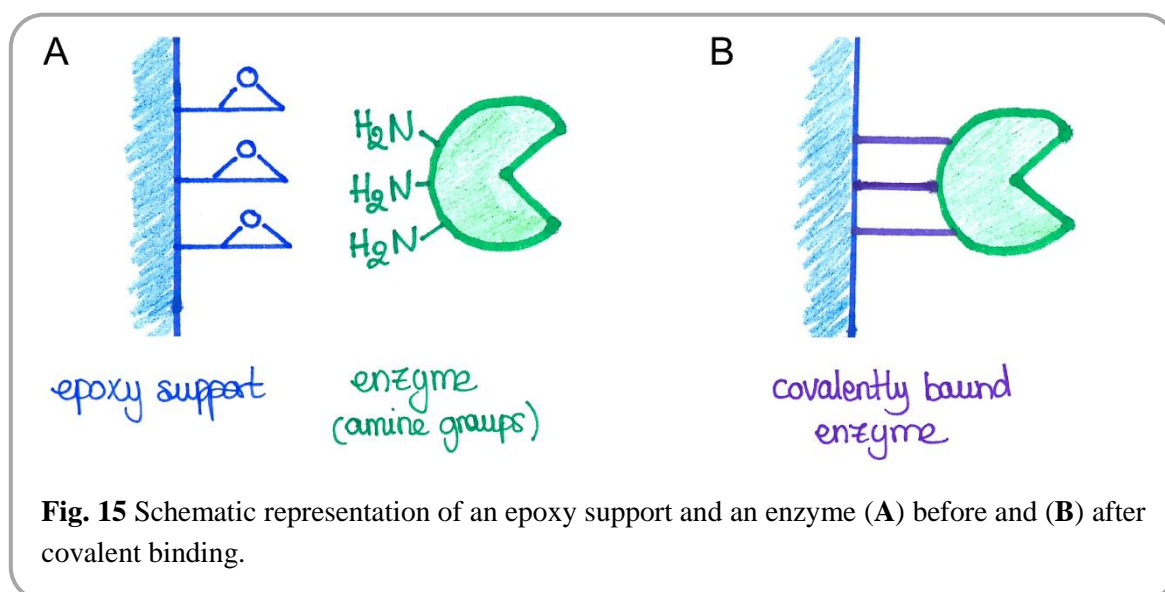 A
B
H₂N
H₂N
H₂N
epoxy support
enzyme
(amine groups)
covalently bound
enzyme
Fig. 15 Schematic representation of an epoxy support and an enzyme (A) before and (B) after
covalent binding.